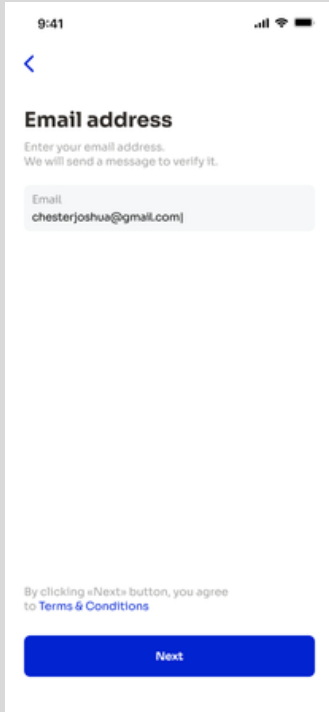 9:41
Email address
Enter your email address.
We will send a message to verify it.
Email
chesterjoshua@gmail.com
By clicking «Next» button, you agree
to Terms & Conditions
Next